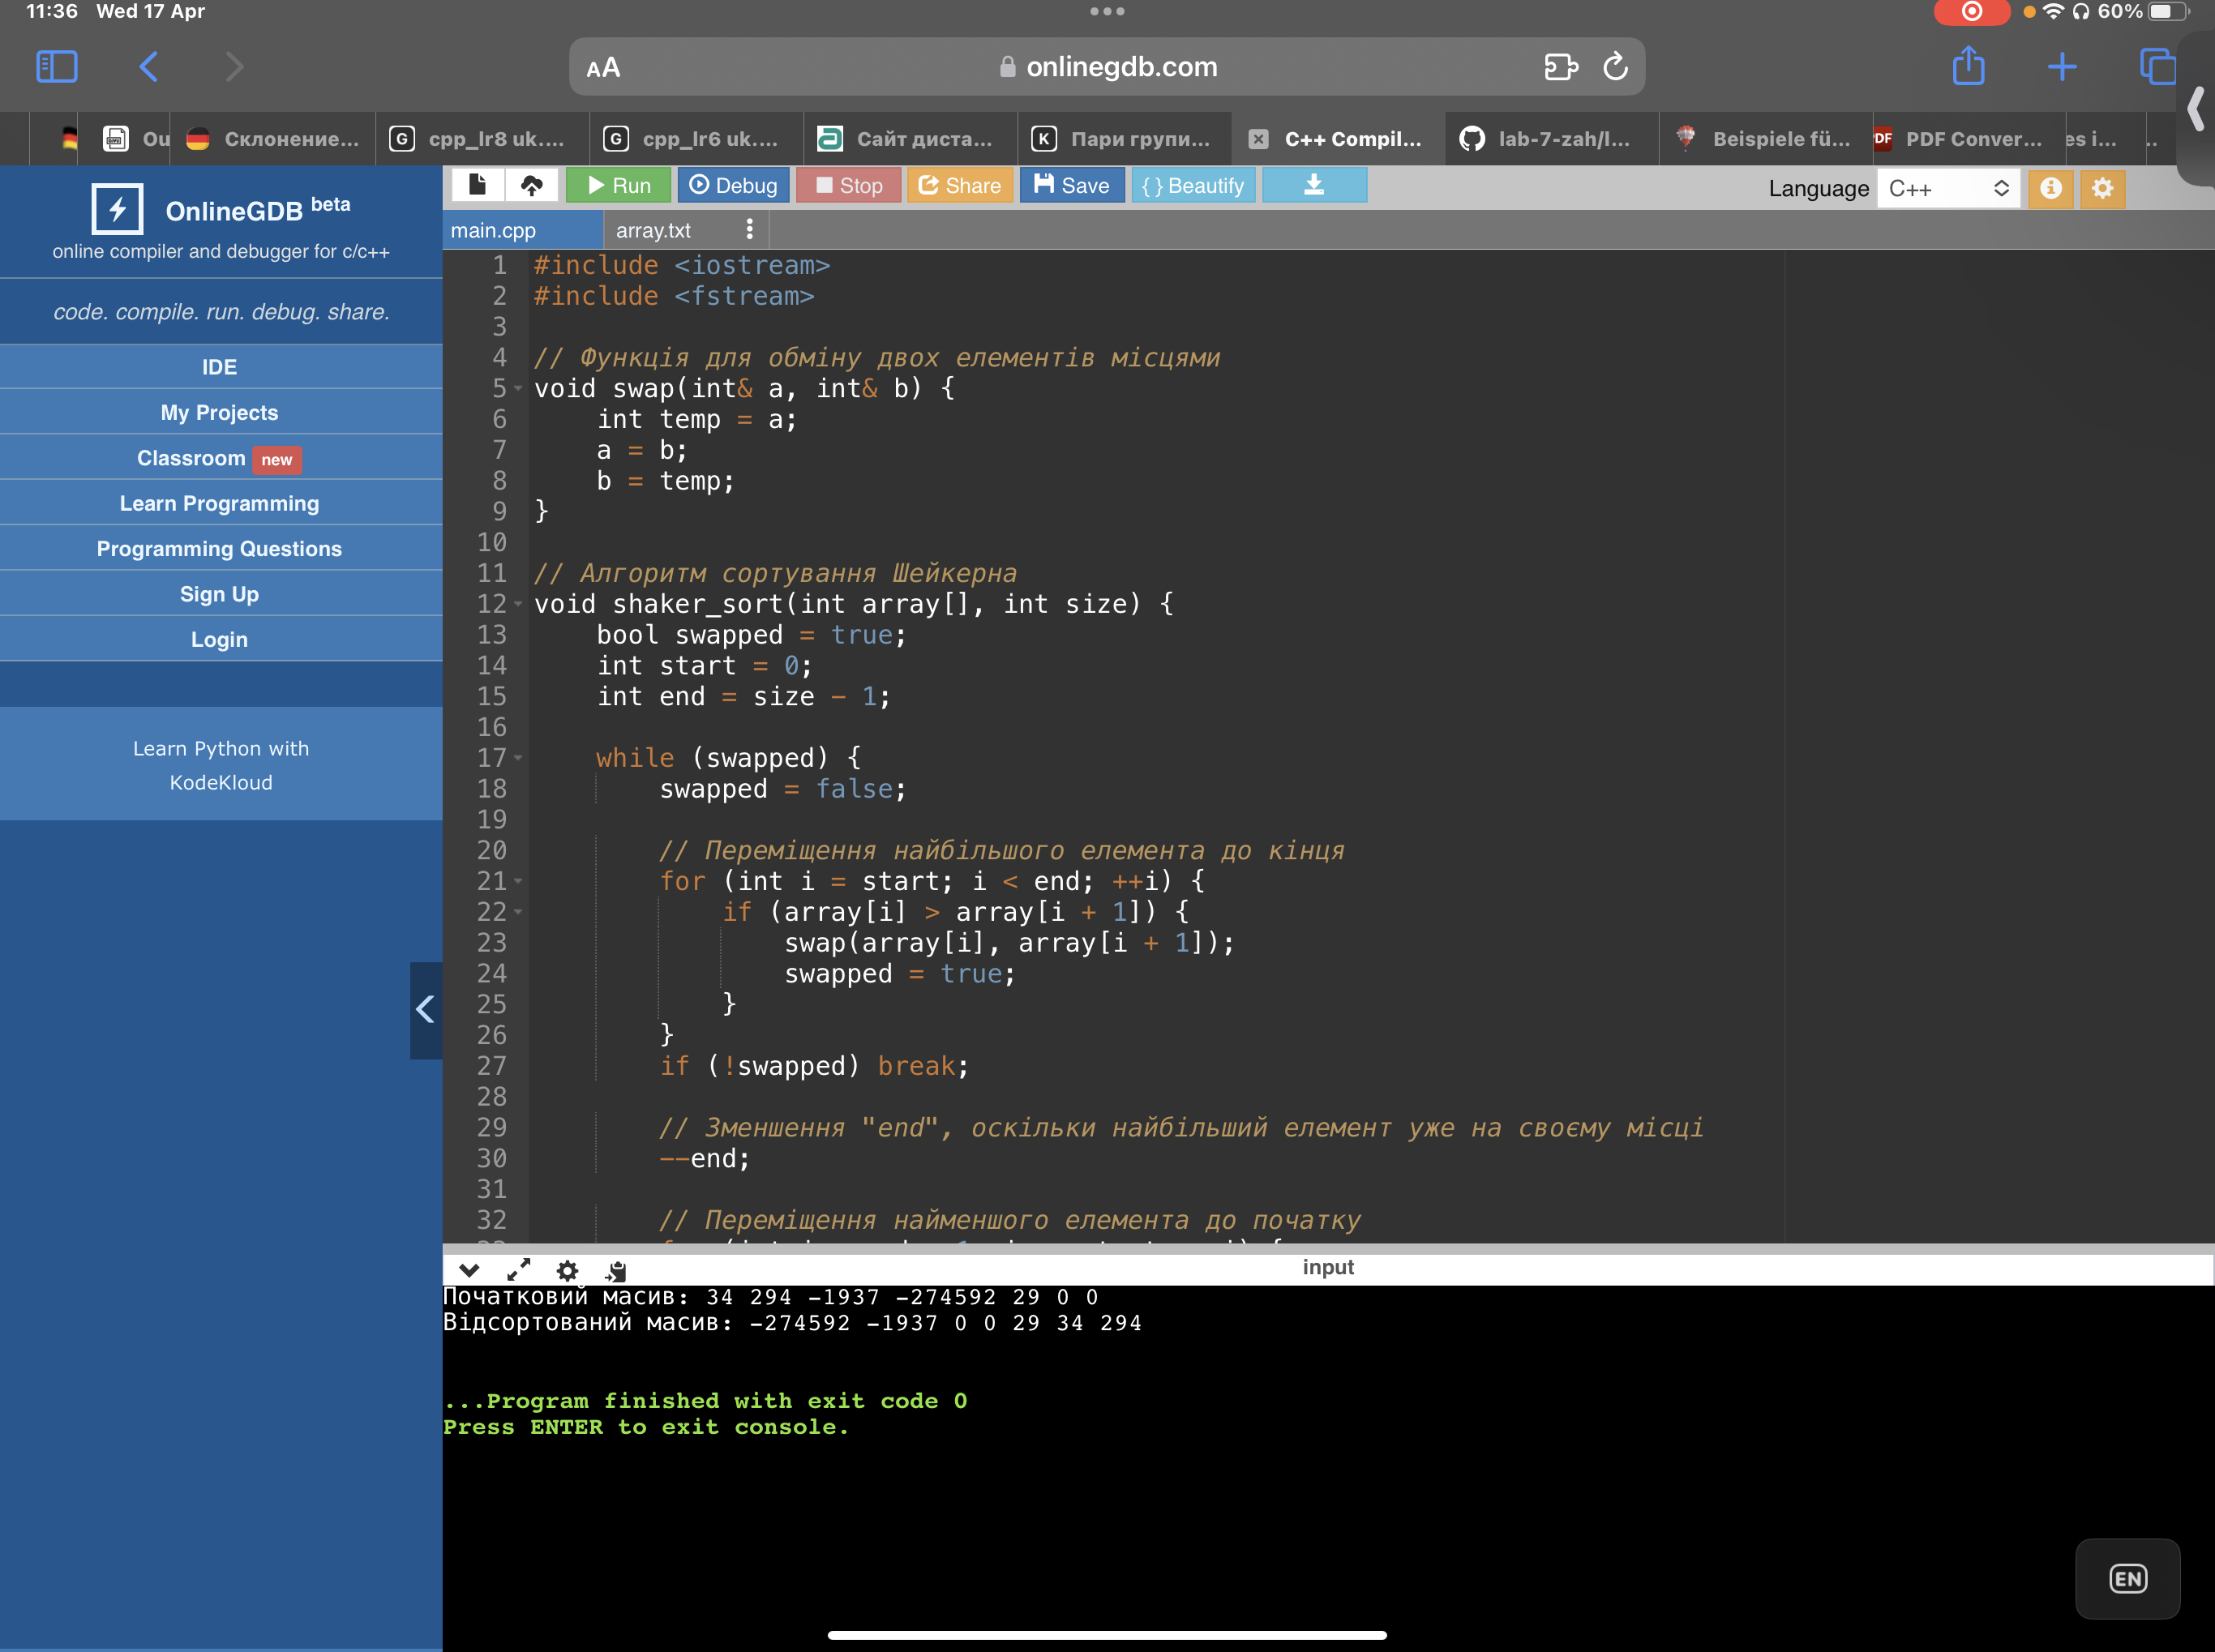 11:36 Wed 17 Apr
60%
AA
onlinegdb.com
Ou
Склонение...
cpp_lr8 uk....
cpp_lr6 uk....
Сайт диста...
Пари групи...
C++ Compil...
lab-7-zah/l...
Beispiele fü...
PDF Conver...
es i...
OnlineGDB beta
online compiler and debugger for c/c++
code. compile. run. debug. share.
IDE
My Projects
Classroom new
Learn Programming
Programming Questions
Sign Up
Login
Learn Python with
KodeKloud
Run Debug Stop Share Save { } Beautify
Language C++
main.cpp array.txt
1 #include <iostream>
2 #include <fstream>
3
4 // Функція для обміну двох елементів місцями
5 void swap(int& a, int& b) {
6 int temp = a;
7 a = b;
8 b = temp;
9 }
10
11 // Алгоритм сортування Шейкерна
12 void shaker_sort(int array[], int size) {
13 bool swapped = true;
14 int start = 0;
15 int end = size - 1;
16
17 while (swapped) {
18 swapped = false;
19
20 // Переміщення найбільшого елемента до кінця
21 for (int i = start; i < end; ++i) {
22 if (array[i] > array[i + 1]) {
23 swap(array[i], array[i + 1]);
24 swapped = true;
25 }
26 }
27 if (!swapped) break;
28
29 // Зменшення "end", оскільки найбільший елемент уже на своєму місці
30 --end;
31
32 // Переміщення найменшого елемента до початку
input
Початковий масив: 34 294 -1937 -274592 29 0 0
Відсортований масив: -274592 -1937 0 0 29 34 294
...Program finished with exit code 0
Press ENTER to exit console.
EN